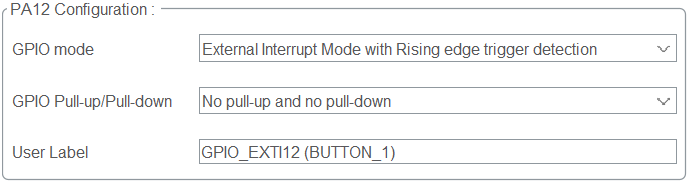 PA12 Configuration :
GPIO mode External Interrupt Mode with Rising edge trigger detection
GPIO Pull-up/Pull-down No pull-up and no pull-down
User Label GPIO_EXTI12 (BUTTON_1)